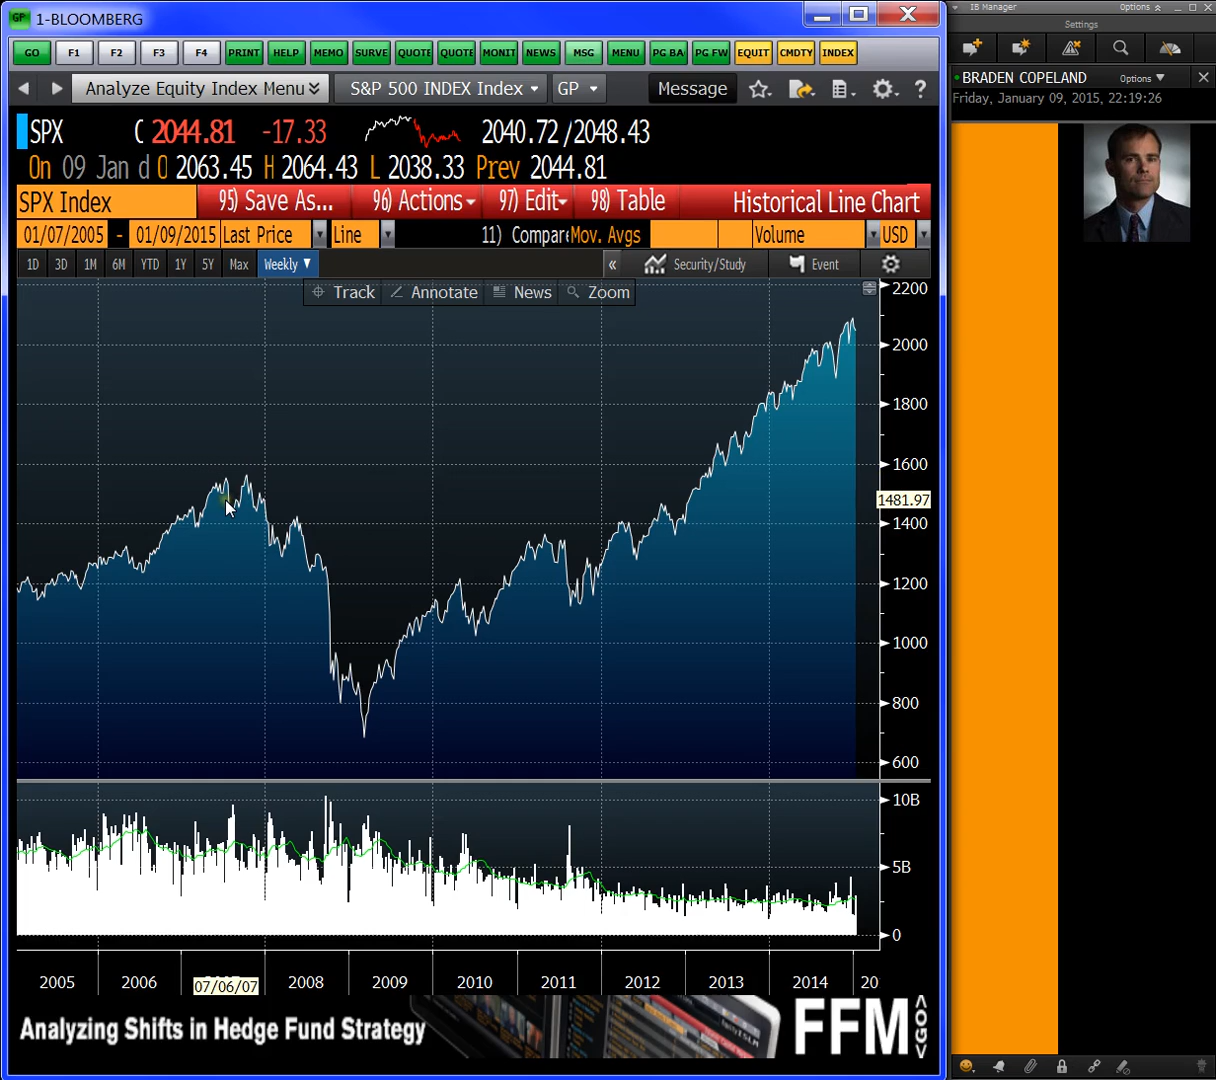 GP 1-BLOOMBERG
GO F1 F2 F3 F4 PRINT HELP MEMO SURVE QUOTE QUOTE MONIT NEWS MSG MENU PG BA PG FW EQUIT CMDTY INDEX
Analyze Equity Index Menu S&P 500 INDEX Index GP Message ?
SPX C 2044.81 -17.33 2040.72 /2048.43
On 09 Jan d O 2063.45 H 2064.43 L 2038.33 Prev 2044.81
SPX Index 95) Save As... 96) Actions 97) Edit 98) Table Historical Line Chart
01/07/2005 - 01/09/2015 Last Price Line 11) Compar Mov. Avgs Volume USD
1D 3D 1M 6M YTD 1Y 5Y Max Weekly ▼ « Security/Study Event
Track Annotate News Zoom
2200
2000
1800
1600
1481.97
1400
1200
1000
800
600
10B
5B
0
2005 2006 07/06/07 2008 2009 2010 2011 2012 2013 2014 20
Analyzing Shifts in Hedge Fund Strategy FFM <GO>
IB Manager Options
Settings
BRADEN COPELAND Options ▼
Friday, January 09, 2015, 22:19:26